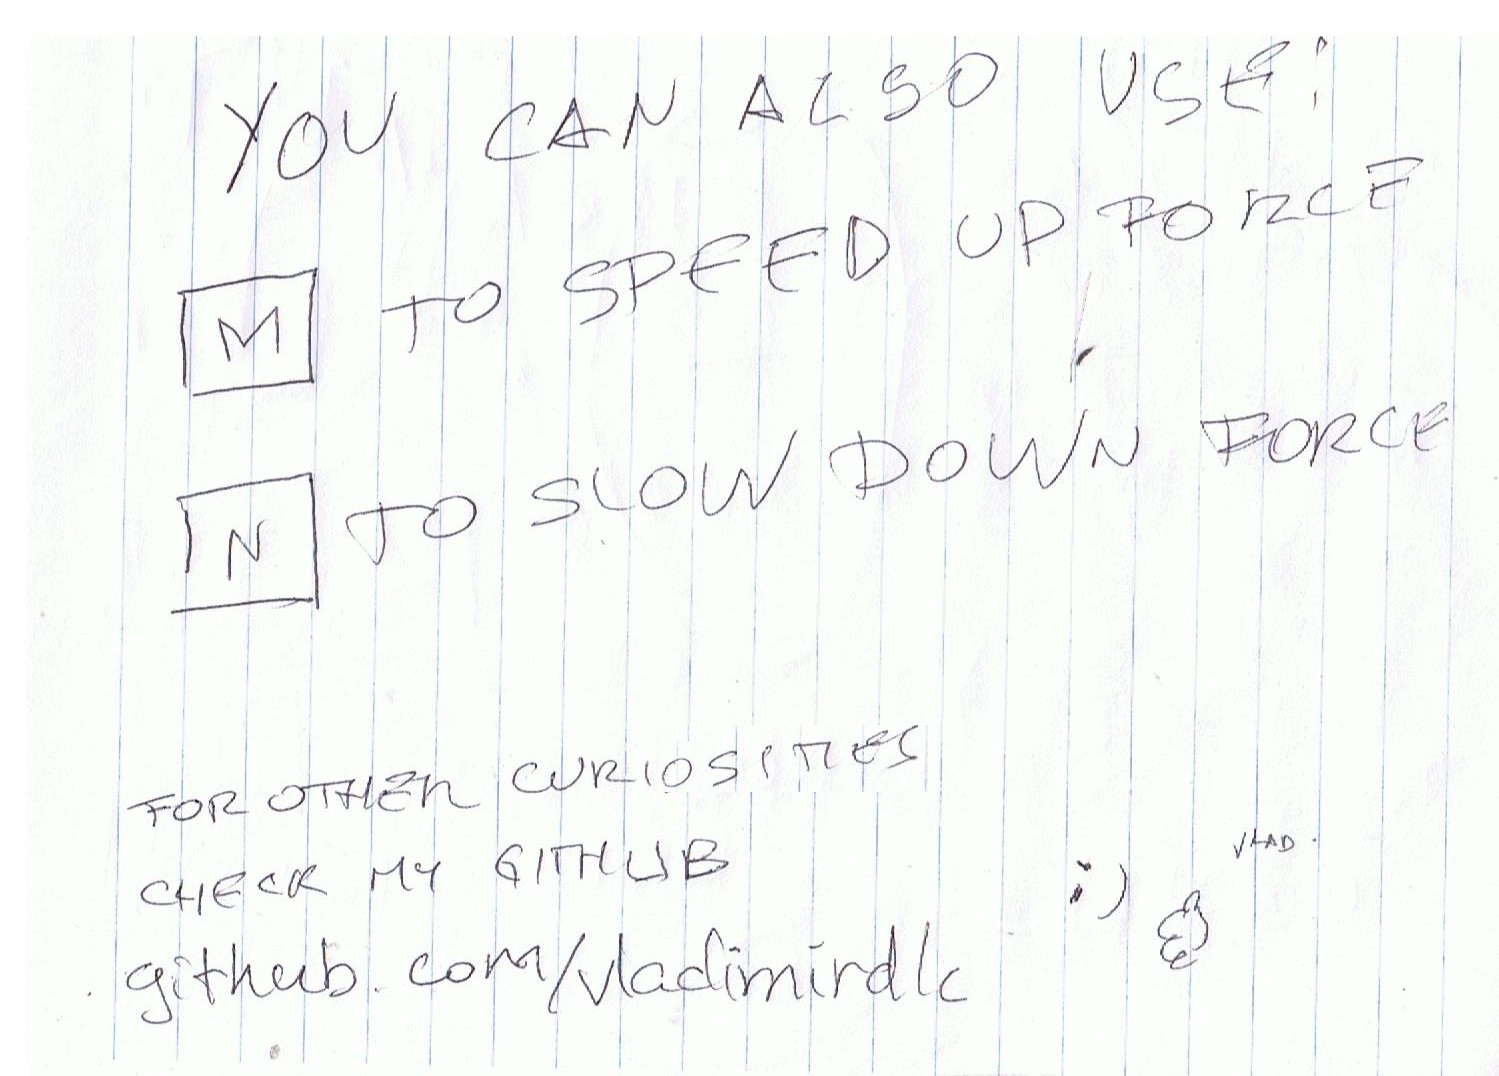 YOU CAN ALSO USE:
M TO SPEED UP FORCE
N TO SLOW DOWN FORCE
FOR OTHER CURIOSITIES
CHECK MY GITHUB
github.com/vladimirdlc
;)
VLAD.